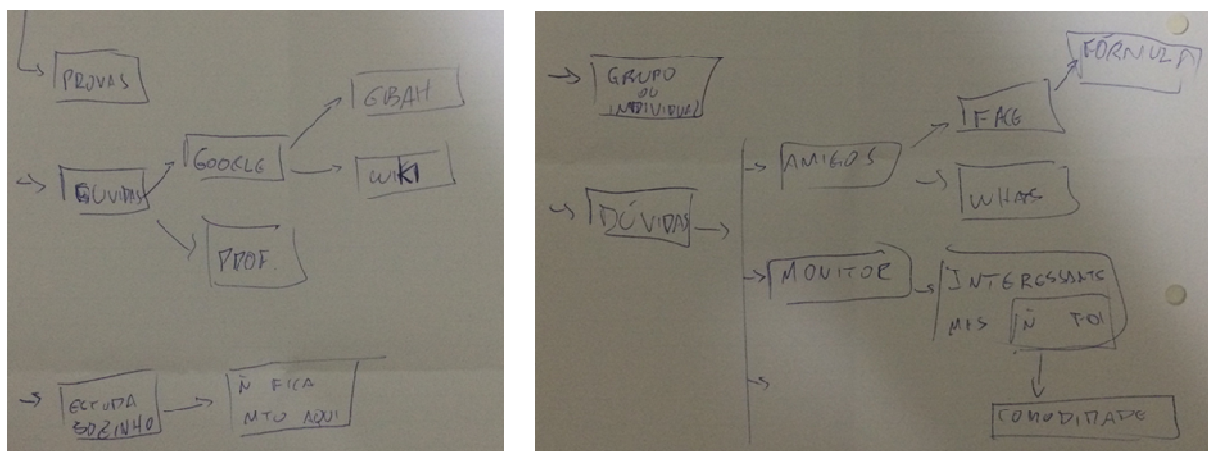 PROVAS
GBAH
GOOGLE
WIKI
DÚVIDAS
PROF.
ESTUDA
SOZINHO
Ñ FICA
MTO AQUI
GRUPO
OU
INDIVIDUAL
FÓRMULA
FACE
AMIGOS
WHATS
DÚVIDAS
MONITOR
INTERESSANTE
MAS Ñ FOI
COMODIDADE